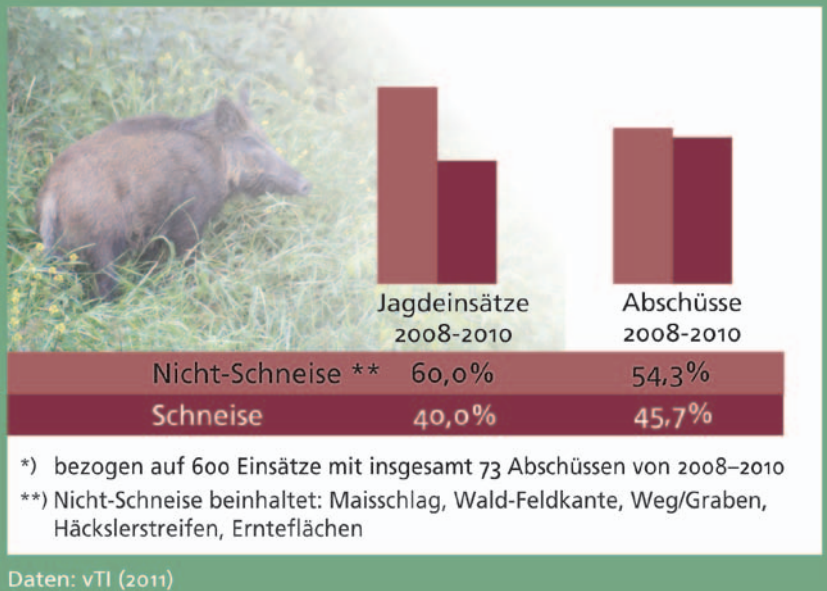 Jagdeinsätze
2008-2010
Abschüsse
2008-2010
Nicht-Schneise ** 60,0% 54,3%
Schneise 40,0% 45,7%
*) bezogen auf 600 Einsätze mit insgesamt 73 Abschüssen von 2008–2010
**) Nicht-Schneise beinhaltet: Maisschlag, Wald-Feldkante, Weg/Graben,
Häckslerstreifen, Ernteflächen
Daten: vTI (2011)